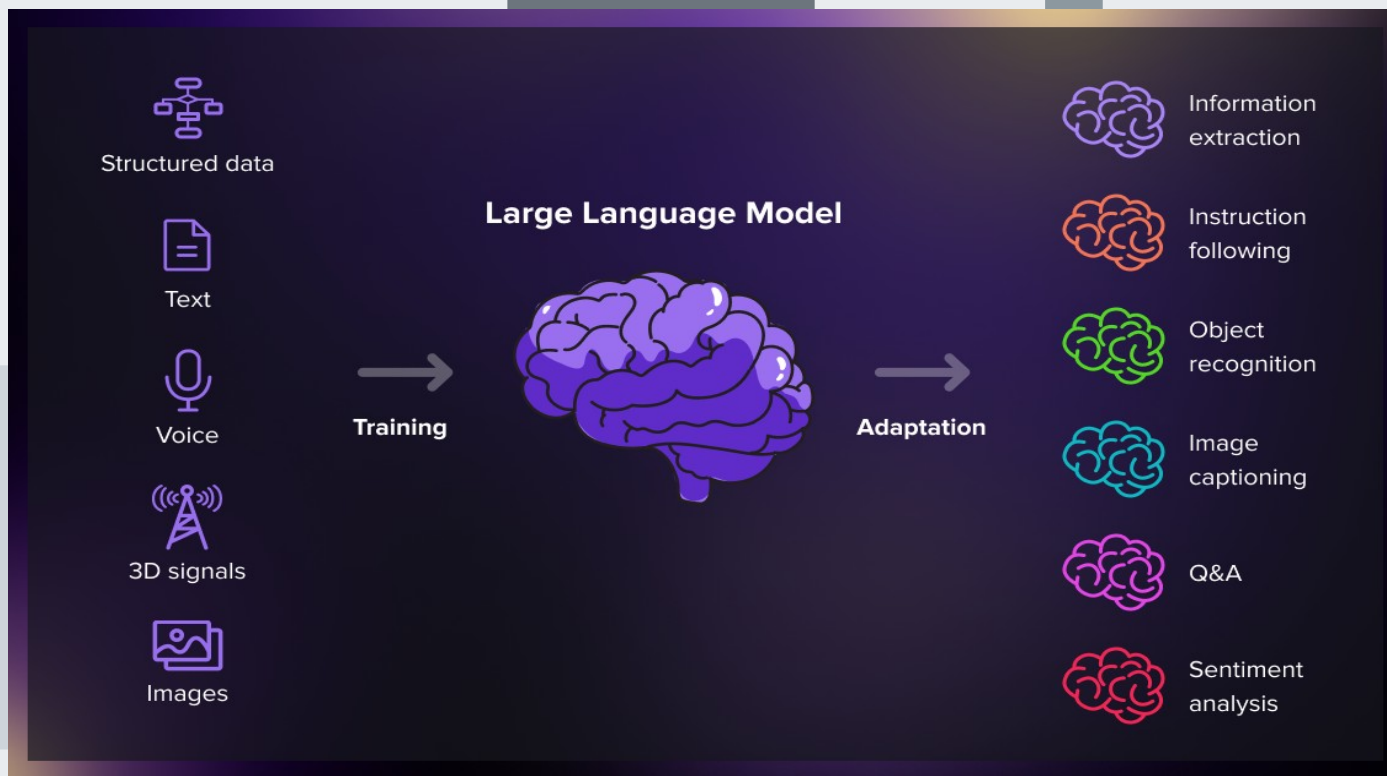 Structured data
Text
Voice
3D signals
Images
Training
Large Language Model
Adaptation
Information
extraction
Instruction
following
Object
recognition
Image
captioning
Q&A
Sentiment
analysis